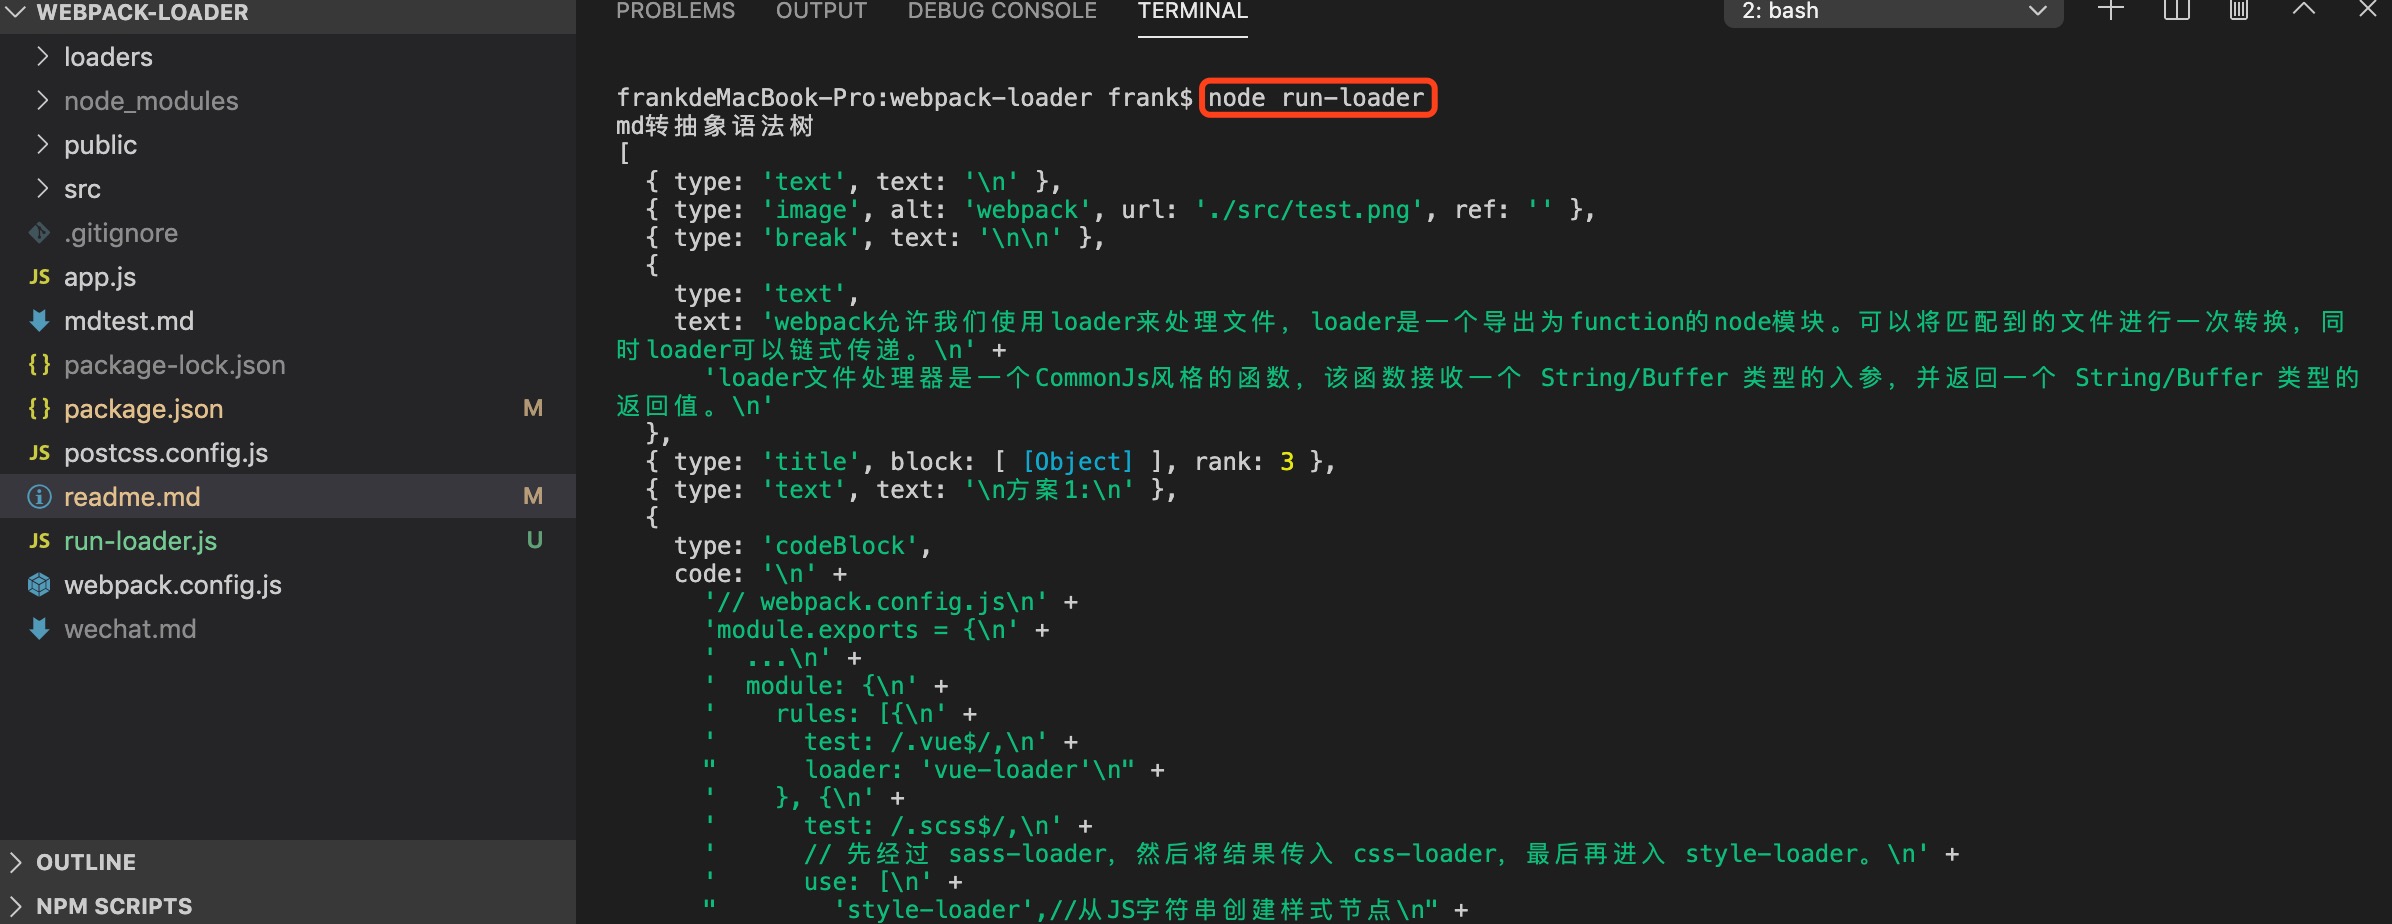 WEBPACK-LOADER
loaders
node_modules
public
src
.gitignore
JS app.js
mdtest.md
{} package-lock.json
{} package.json M
JS postcss.config.js
readme.md M
JS run-loader.js U
webpack.config.js
wechat.md
OUTLINE
NPM SCRIPTS
PROBLEMS OUTPUT DEBUG CONSOLE TERMINAL 2: bash
frankdeMacBook-Pro:webpack-loader frank$ node run-loader
md转抽象语法树
[
{ type: 'text', text: '\n' },
{ type: 'image', alt: 'webpack', url: './src/test.png', ref: '' },
{ type: 'break', text: '\n\n' },
{
type: 'text',
text: 'webpack允许我们使用loader来处理文件，loader是一个导出为function的node模块。可以将匹配到的文件进行一次转换，同
时loader可以链式传递。\n' +
'loader文件处理器是一个CommonJs风格的函数，该函数接收一个 String/Buffer 类型的入参，并返回一个 String/Buffer 类型的
返回值。\n'
},
{ type: 'title', block: [ [Object] ], rank: 3 },
{ type: 'text', text: '\n方案1:\n' },
{
type: 'codeBlock',
code: '\n' +
'// webpack.config.js\n' +
'module.exports = {\n' +
'  ...\n' +
'  module: {\n' +
'    rules: [{\n' +
'      test: /.vue$/,\n' +
"      loader: 'vue-loader'\n" +
'    }, {\n' +
'      test: /.scss$/,\n' +
'      // 先经过 sass-loader，然后将结果传入 css-loader，最后再进入 style-loader。\n' +
'      use: [\n' +
"        'style-loader',//从JS字符串创建样式节点\n" +